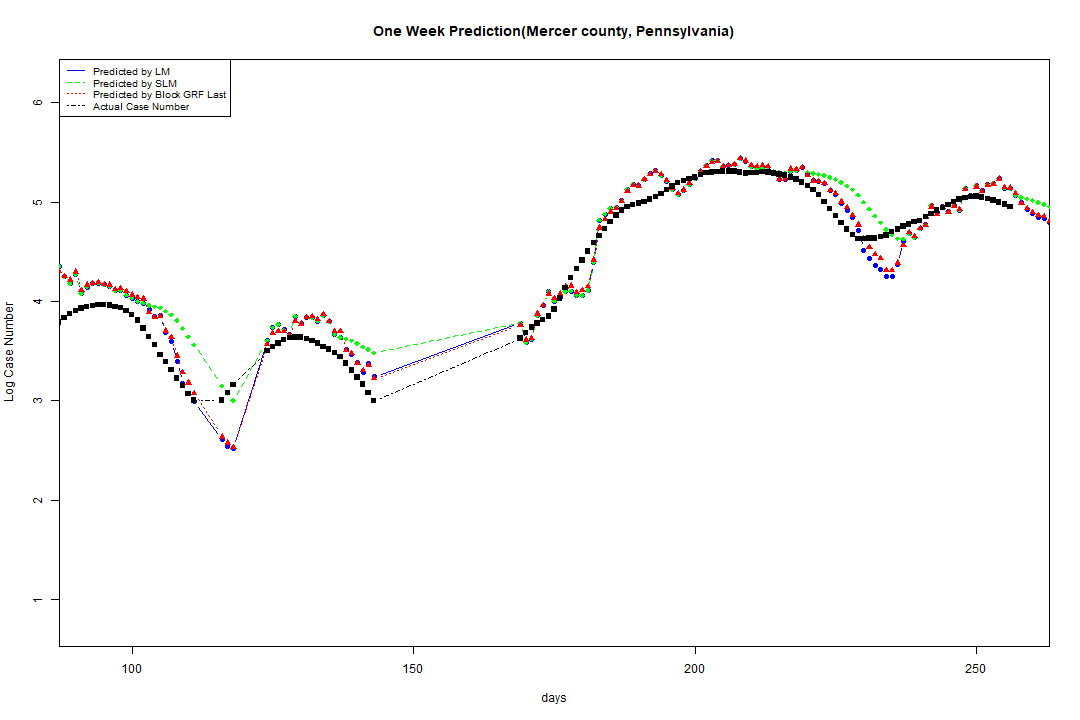 One Week Prediction(Mercer county, Pennsylvania)
Predicted by LM
Predicted by SLM
Predicted by Block GRF Last
Actual Case Number
6
5
4
3
2
1
Log Case Number
100 150 200 250
days